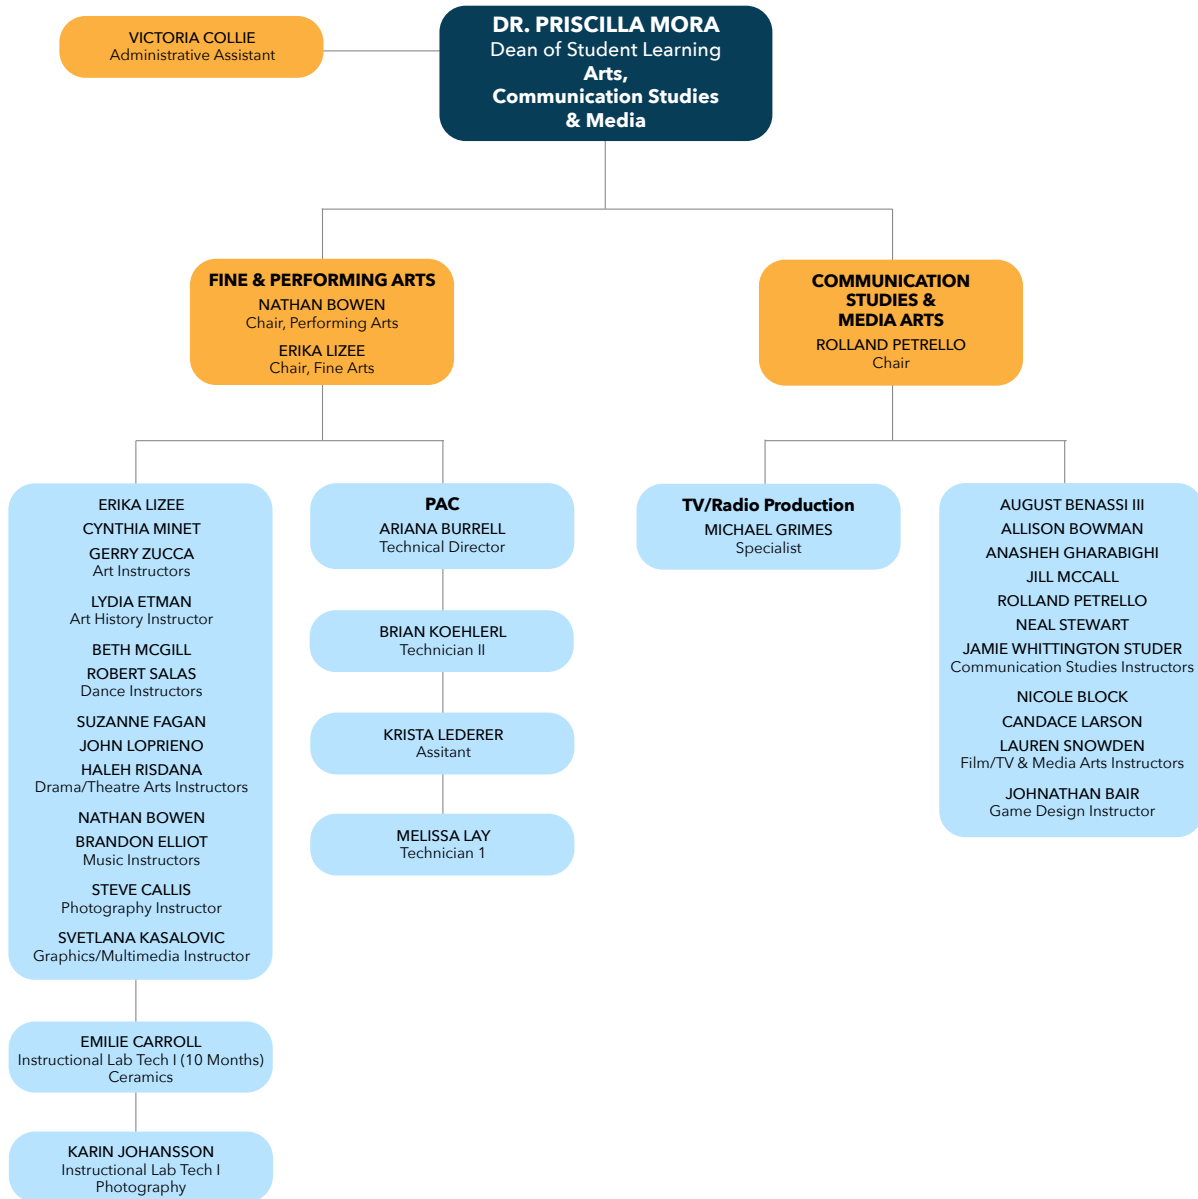 VICTORIA COLLIE
Administrative Assistant
DR. PRISCILLA MORA
Dean of Student Learning
Arts,
Communication Studies
& Media
FINE & PERFORMING ARTS
NATHAN BOWEN
Chair, Performing Arts
ERIKA LIZEE
Chair, Fine Arts
COMMUNICATION
STUDIES &
MEDIA ARTS
ROLLAND PETRELLO
Chair
ERIKA LIZEE
CYNTHIA MINET
GERRY ZUCCA
Art Instructors
LYDIA ETMAN
Art History Instructor
BETH MCGILL
ROBERT SALAS
Dance Instructors
SUZANNE FAGAN
JOHN LOPRIENO
HALEH RISDANA
Drama/Theatre Arts Instructors
NATHAN BOWEN
BRANDON ELLIOT
Music Instructors
STEVE CALLIS
Photography Instructor
SVETLANA KASALOVIC
Graphics/Multimedia Instructor
EMILIE CARROLL
Instructional Lab Tech I (10 Months)
Ceramics
KARIN JOHANSSON
Instructional Lab Tech I
Photography
PAC
ARIANA BURRELL
Technical Director
BRIAN KOEHLERL
Technician II
KRISTA LEDERER
Assitant
MELISSA LAY
Technician 1
TV/Radio Production
MICHAEL GRIMES
Specialist
AUGUST BENASSI III
ALLISON BOWMAN
ANASHEH GHARABIGHI
JILL MCCALL
ROLLAND PETRELLO
NEAL STEWART
JAMIE WHITTINGTON STUDER
Communication Studies Instructors
NICOLE BLOCK
CANDACE LARSON
LAUREN SNOWDEN
Film/TV & Media Arts Instructors
JOHNATHAN BAIR
Game Design Instructor